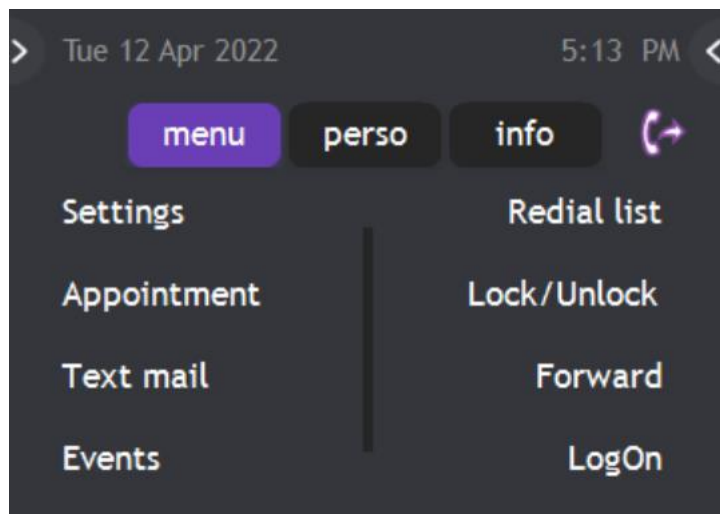 Tue 12 Apr 2022 5:13 PM
menu perso info
Settings Redial list
Appointment Lock/Unlock
Text mail Forward
Events LogOn